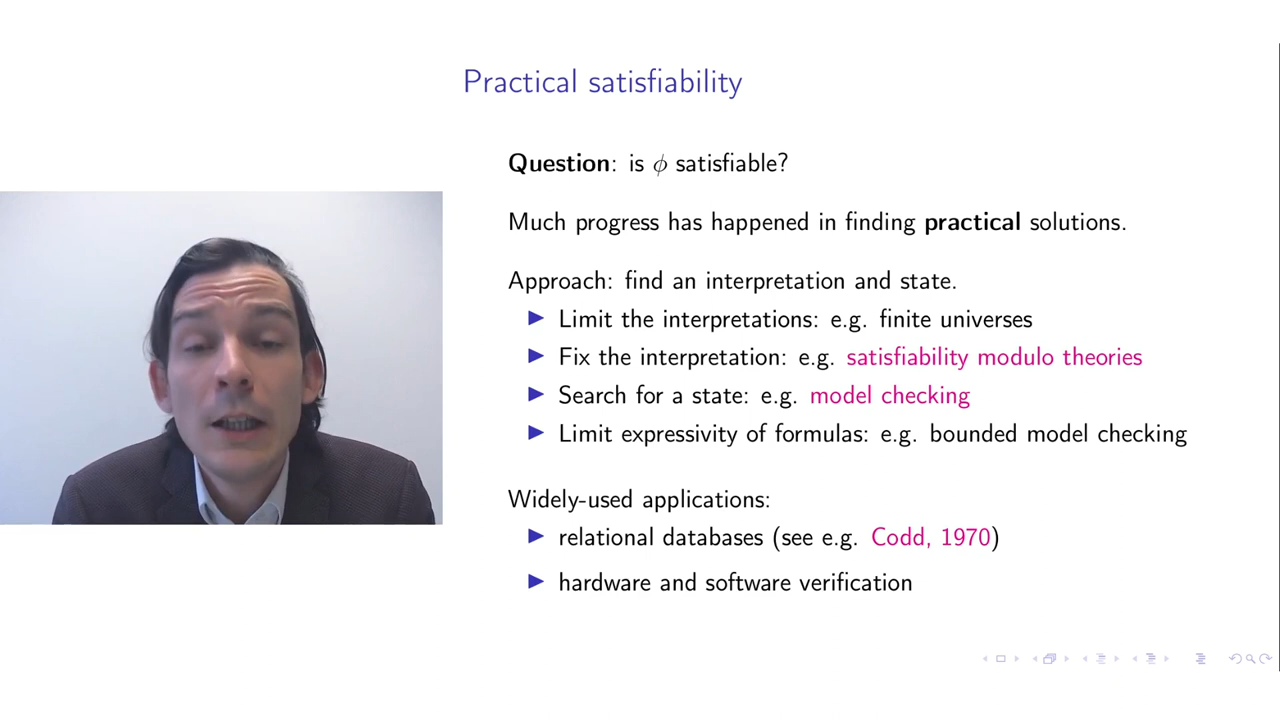 Practical satisfiability
Question: is ϕ satisfiable?
Much progress has happened in finding practical solutions.
Approach: find an interpretation and state.
▶ Limit the interpretations: e.g. finite universes
▶ Fix the interpretation: e.g. satisfiability modulo theories
▶ Search for a state: e.g. model checking
▶ Limit expressivity of formulas: e.g. bounded model checking
Widely-used applications:
▶ relational databases (see e.g. Codd, 1970)
▶ hardware and software verification